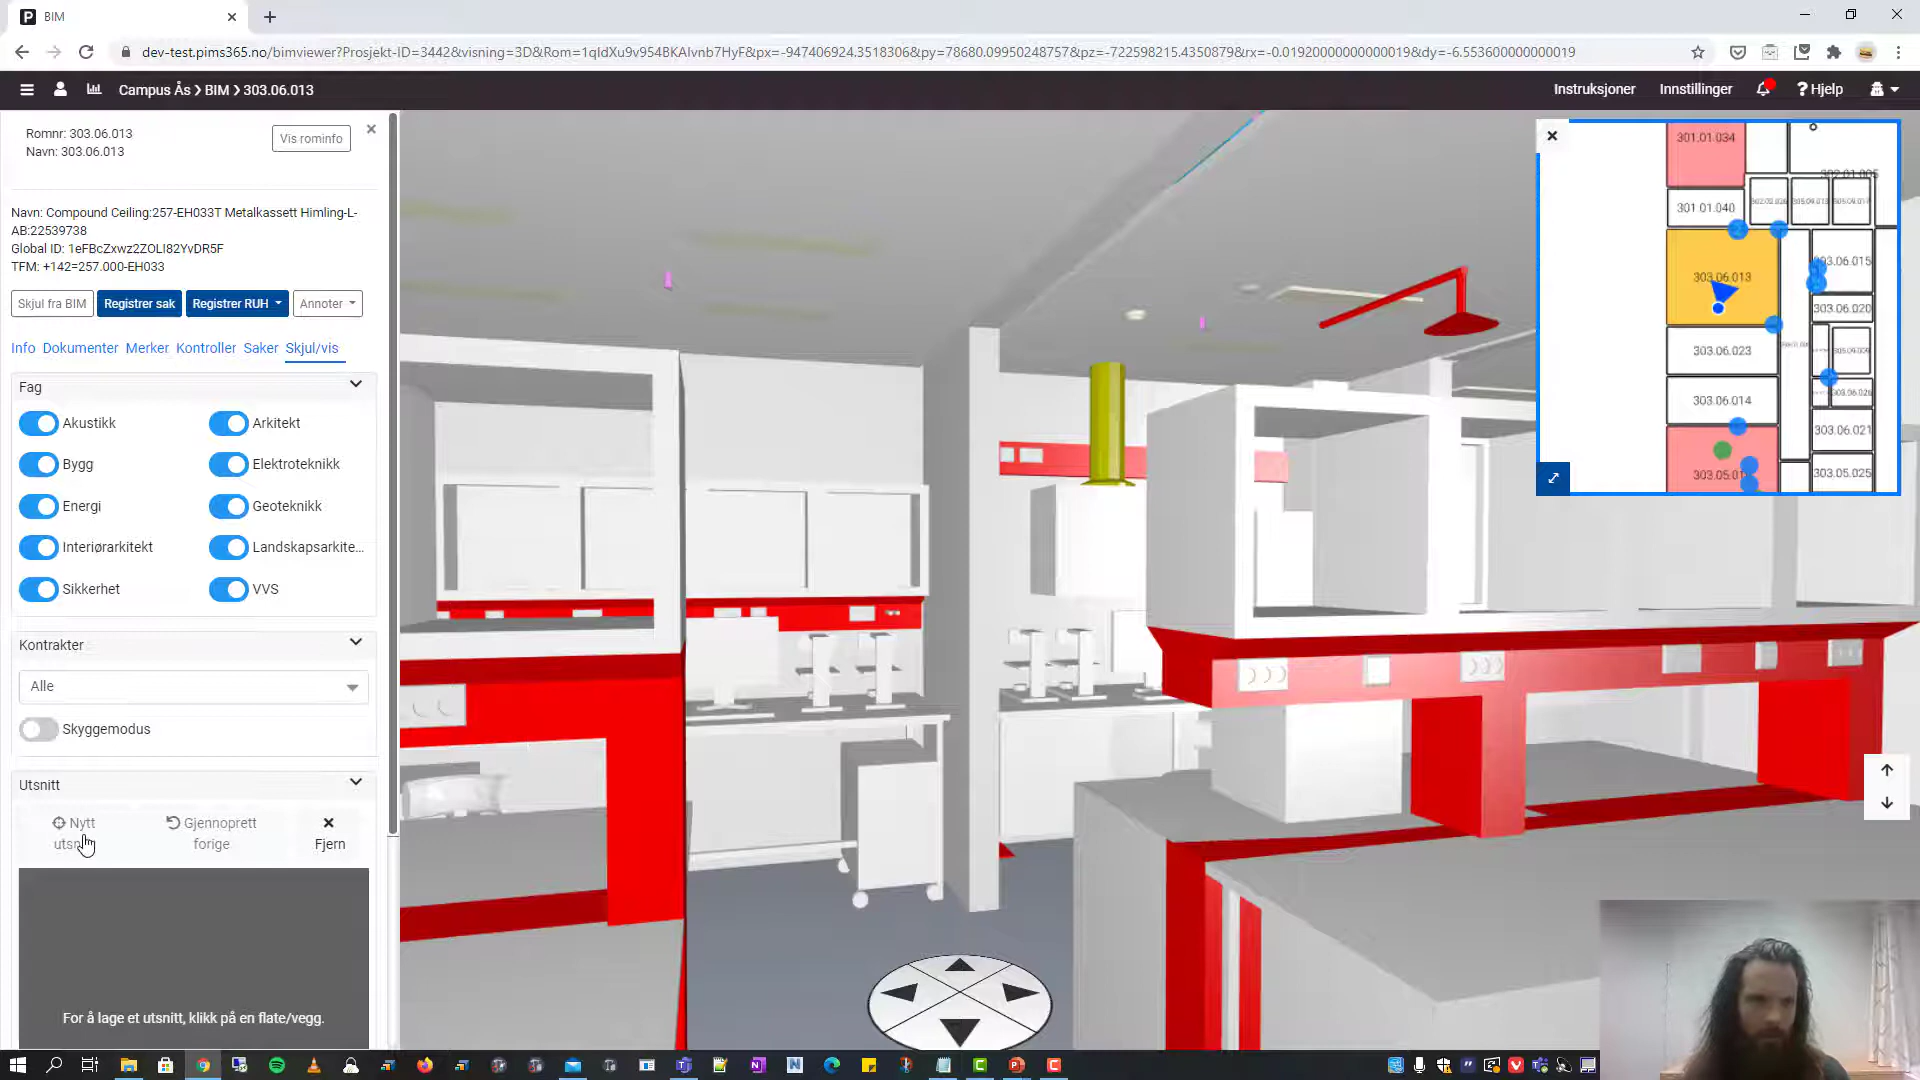 BIM
dev-test.pims365.no/bimviewer?Prosjekt-ID=3442&visning=3D&Rom=1qIdXu9v954BKAIvnb7HyF&px=-947406924.3518306&py=78680.09950248757&pz=-722598215.4350879&rx=-0.01920000000000019&dy=-6.553600000000019
Campus Ås > BIM > 303.06.013
Instruksjoner
Innstillinger
Hjelp
Romnr: 303.06.013
Navn: 303.06.013
Vis rominfo
Navn: Compound Ceiling:257-EH033T Metalkassett Himling-L-
AB:22539738
Global ID: 1eFBcZxwz2ZOLI82YvDR5F
TFM: +142=257.000-EH033
Skjul fra BIM
Registrer sak
Registrer RUH
Annoter
Info Dokumenter Merker Kontroller Saker Skjul/vis
Fag
Akustikk
Arkitekt
Bygg
Elektroteknikk
Energi
Geoteknikk
Interiørarkitekt
Landskapsarkite...
Sikkerhet
VVS
Kontrakter
Alle
Skyggemodus
Utsnitt
Nytt
Gjennoprett
forige
Fjern
For å lage et utsnitt, klikk på en flate/vegg.
301.01.034
301.01.040
303.06.013
303.06.015
303.06.020
303.06.023
303.06.014
303.06.021
303.05.025